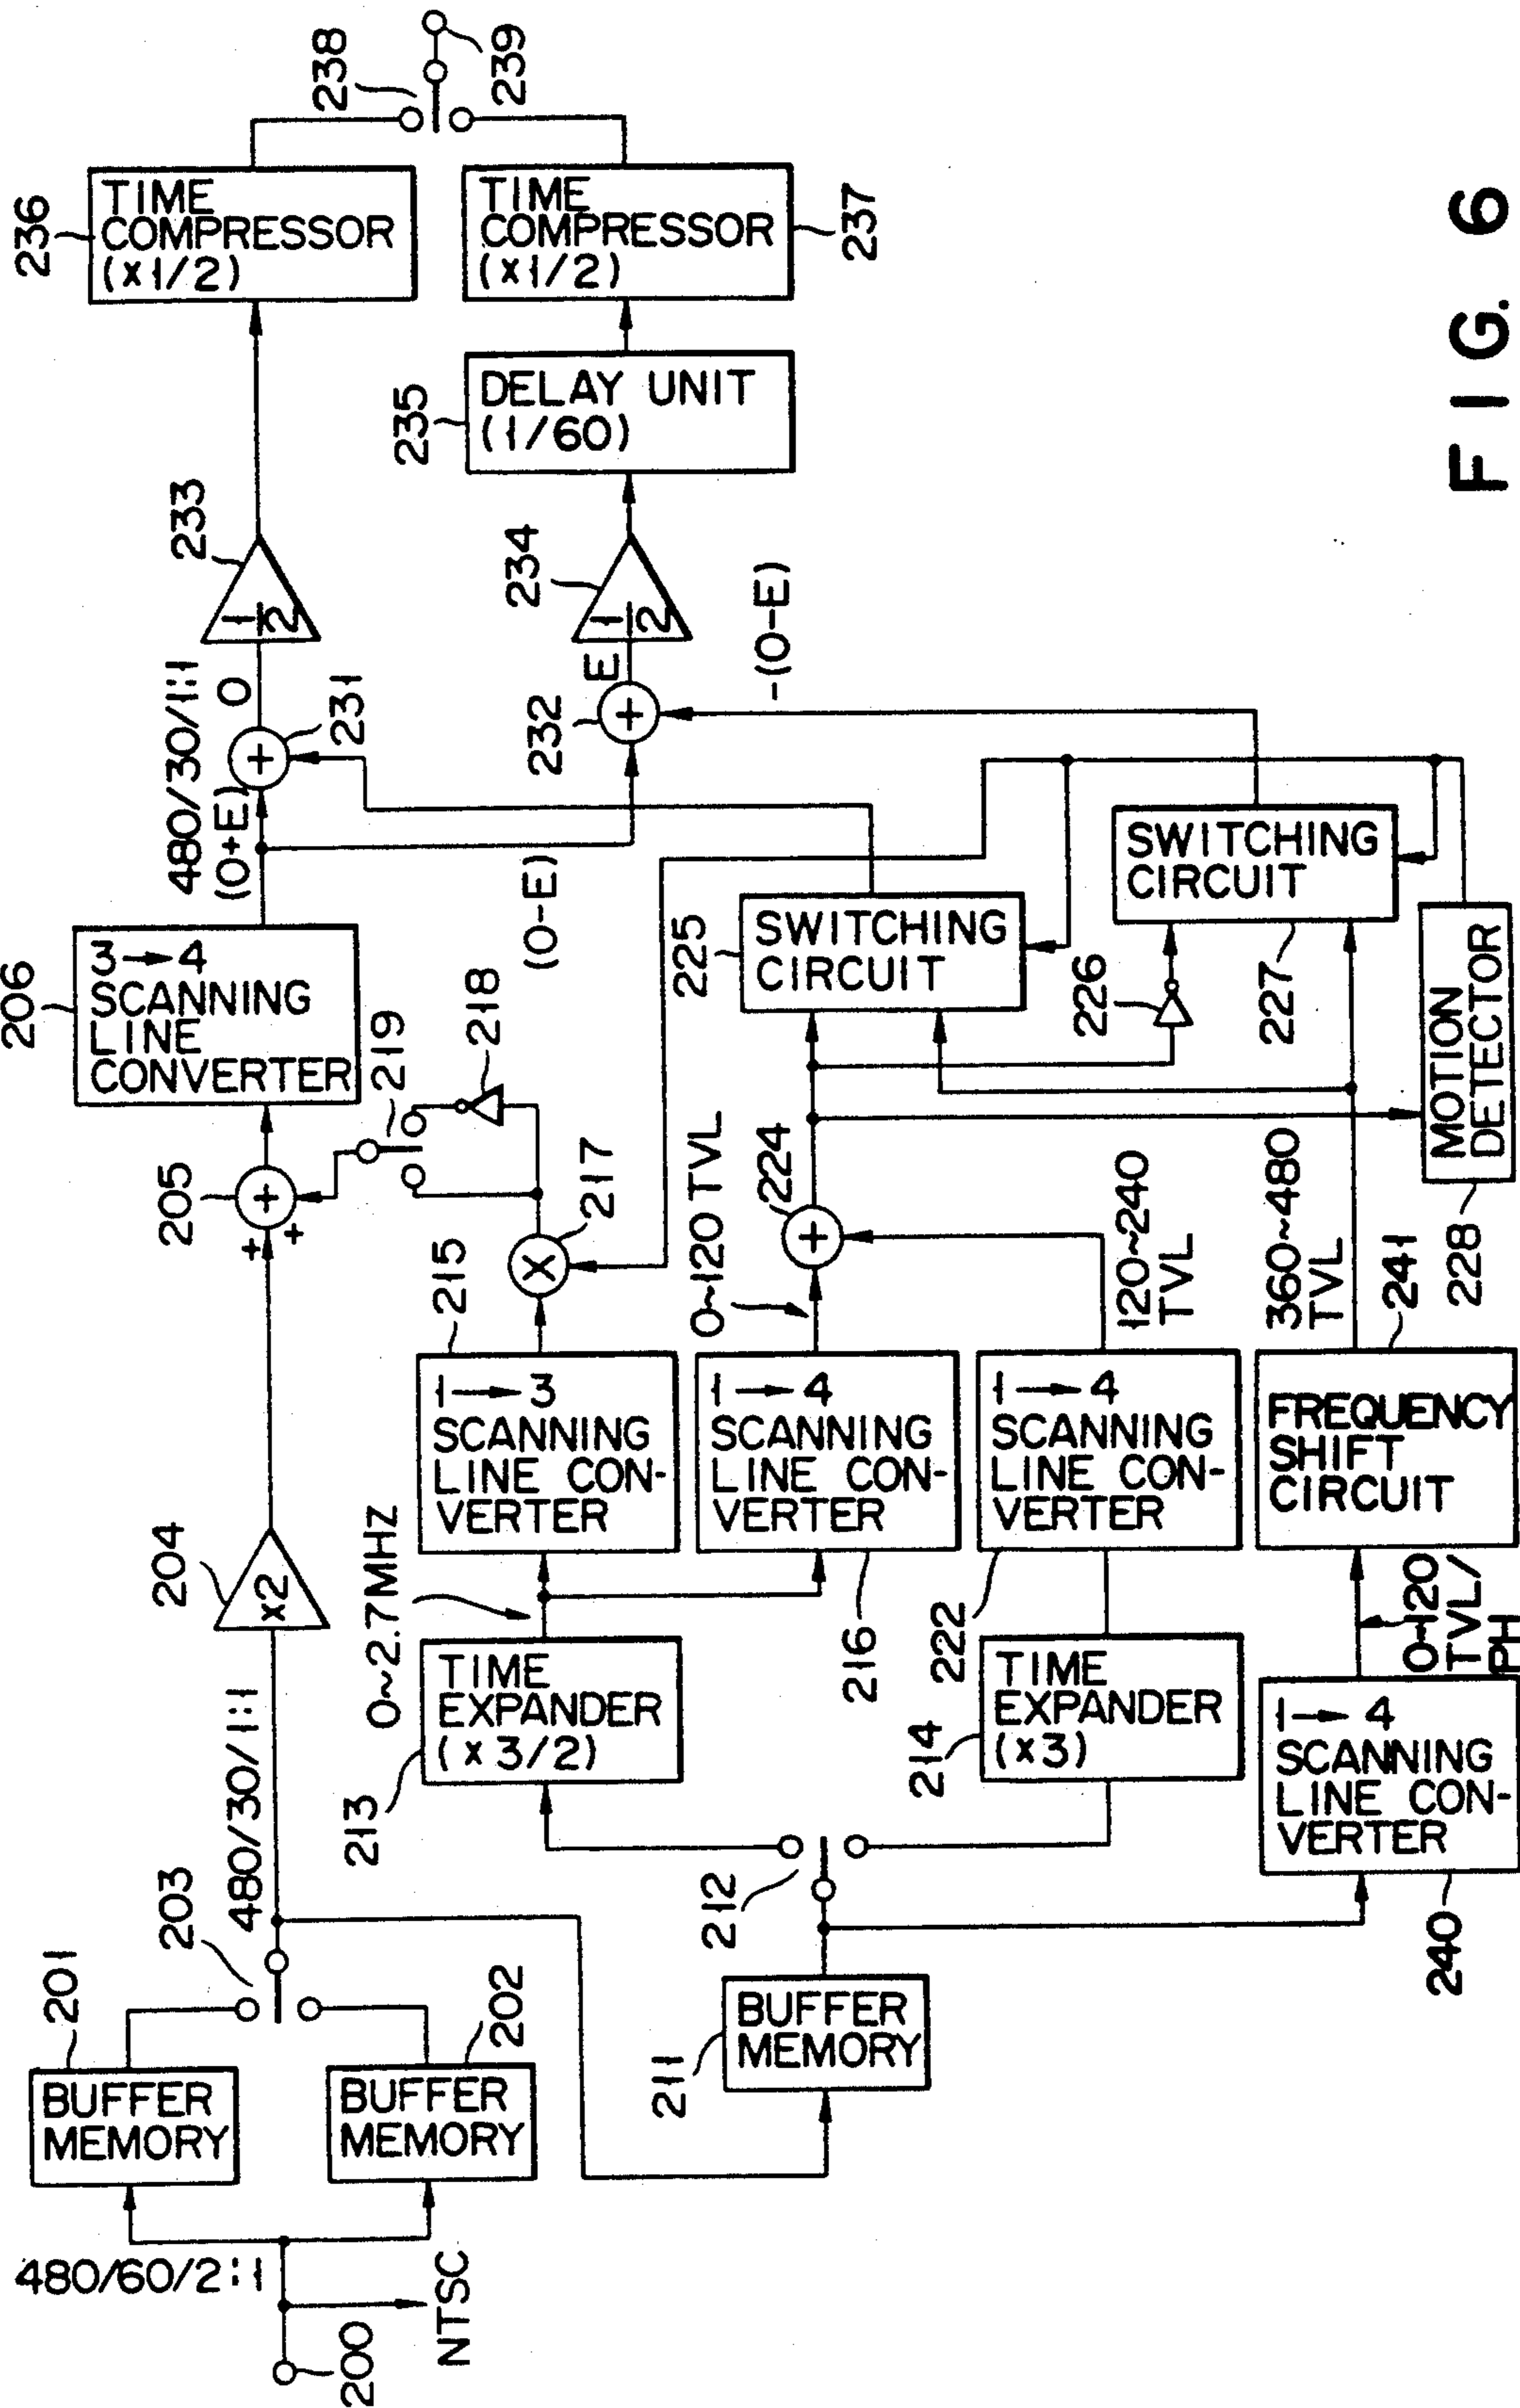 480/60/2:1
200
NTSC
201
BUFFER
MEMORY
202
BUFFER
MEMORY
203
480/30/1:1
204
x2
205
+
+
+
206
3→4
SCANNING
LINE
CONVERTER
480/30/1:1
(O+E)
O
+
231
1/2
233
236
TIME
COMPRESSOR
(x1/2)
238
239
TIME
COMPRESSOR
(x1/2)
237
235
DELAY UNIT
(1/60)
234
1/2
E
232
+
-(O-E)
(O-E)
219
218
217
X
215
1→3
SCANNING
LINE CON-
VERTER
0~2.7MHZ
213
TIME
EXPANDER
(x3/2)
212
211
BUFFER
MEMORY
1→4
SCANNING
LINE CON-
VERTER
216
0~120 TVL
224
+
225
SWITCHING
CIRCUIT
226
SWITCHING
CIRCUIT
227
214
TIME
EXPANDER
(x3)
222
1→4
SCANNING
LINE CON-
VERTER
120~240
TVL
240
1→4
SCANNING
LINE CON-
VERTER
0~120
TVL/
PH
FREQUENCY
SHIFT
CIRCUIT
241
360~480
TVL
228
MOTION
DETECTOR
FIG. 6